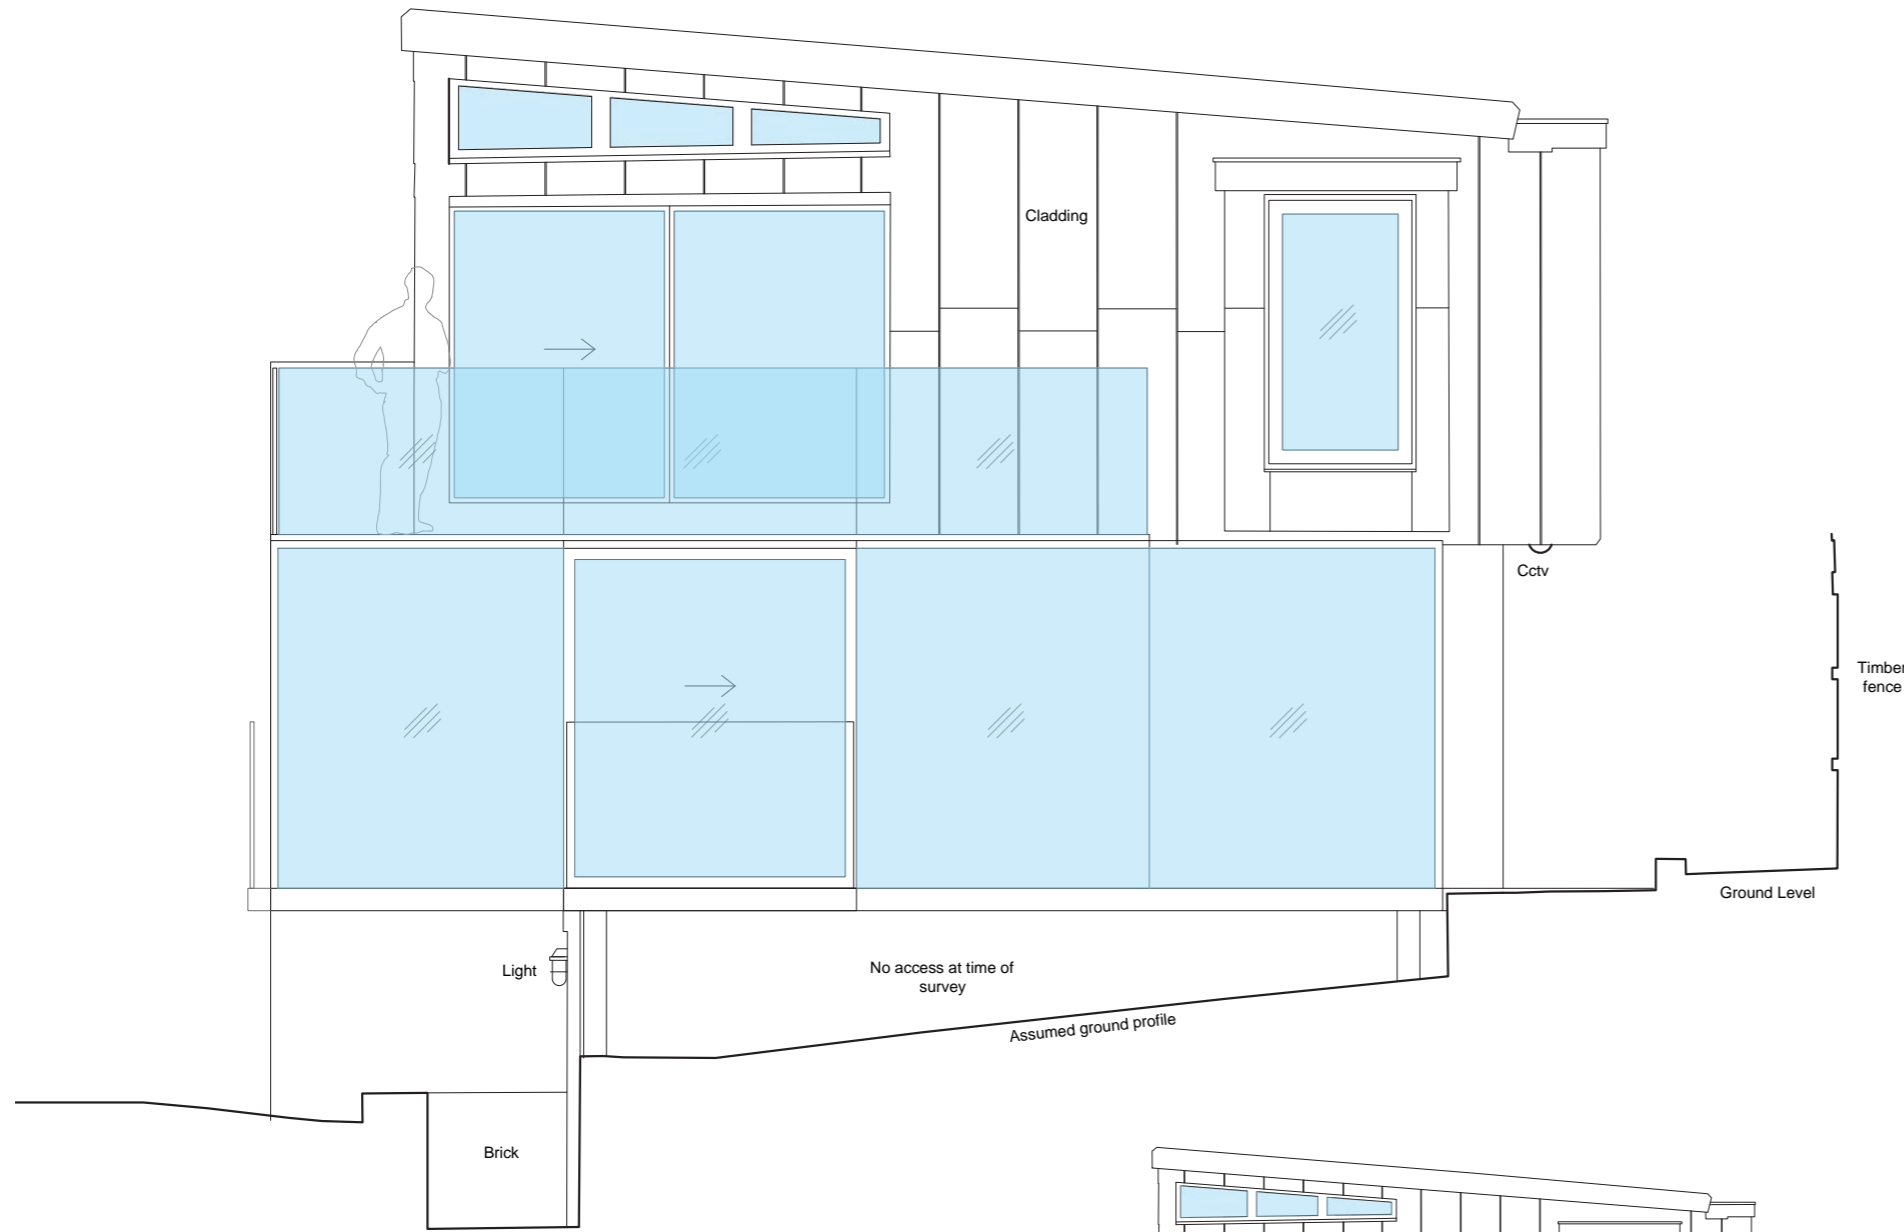 Cladding
Cctv
Timber
fence
Ground Level
Light
No access at time of
survey
Assumed ground profile
Brick